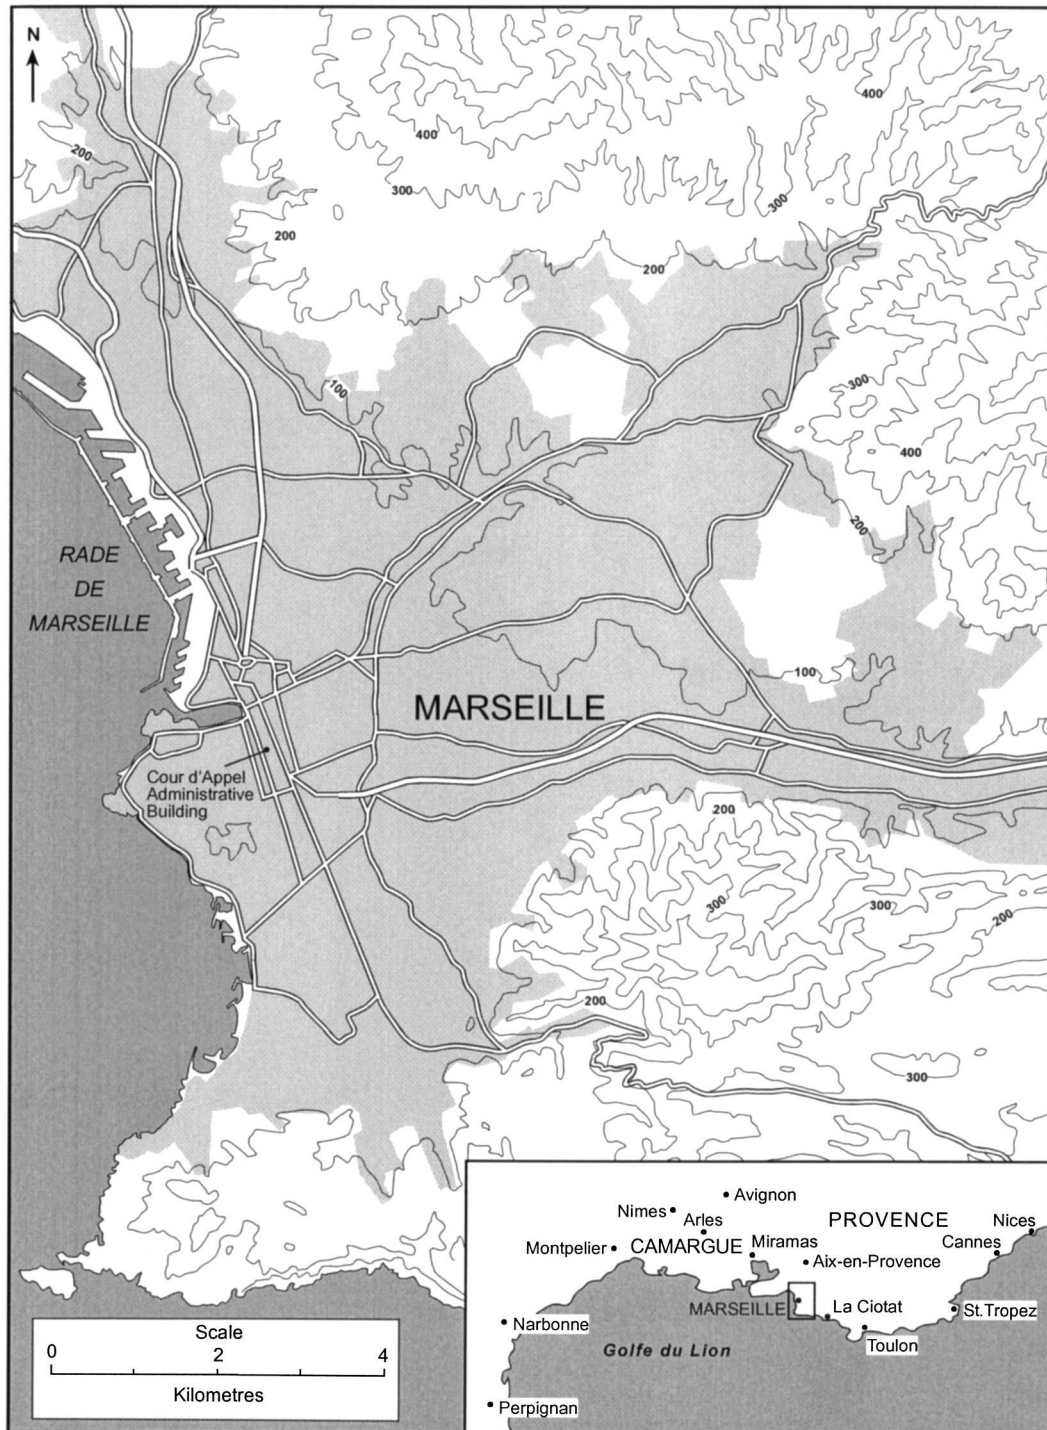 N
200
400
400
300
300
200
200
100
300
400
200
RADE
DE
MARSEILLE
100
MARSEILLE
Cour d'Appel
Administrative
Building
200
300
300
200
200
300
Scale
0 2 4
Kilometres
Avignon
Nimes
Arles
PROVENCE
Nices
Montpelier
CAMARGUE
Miramas
Cannes
Aix-en-Provence
MARSEILLE
La Ciotat
St.Tropez
Narbonne
Toulon
Golfe du Lion
Perpignan